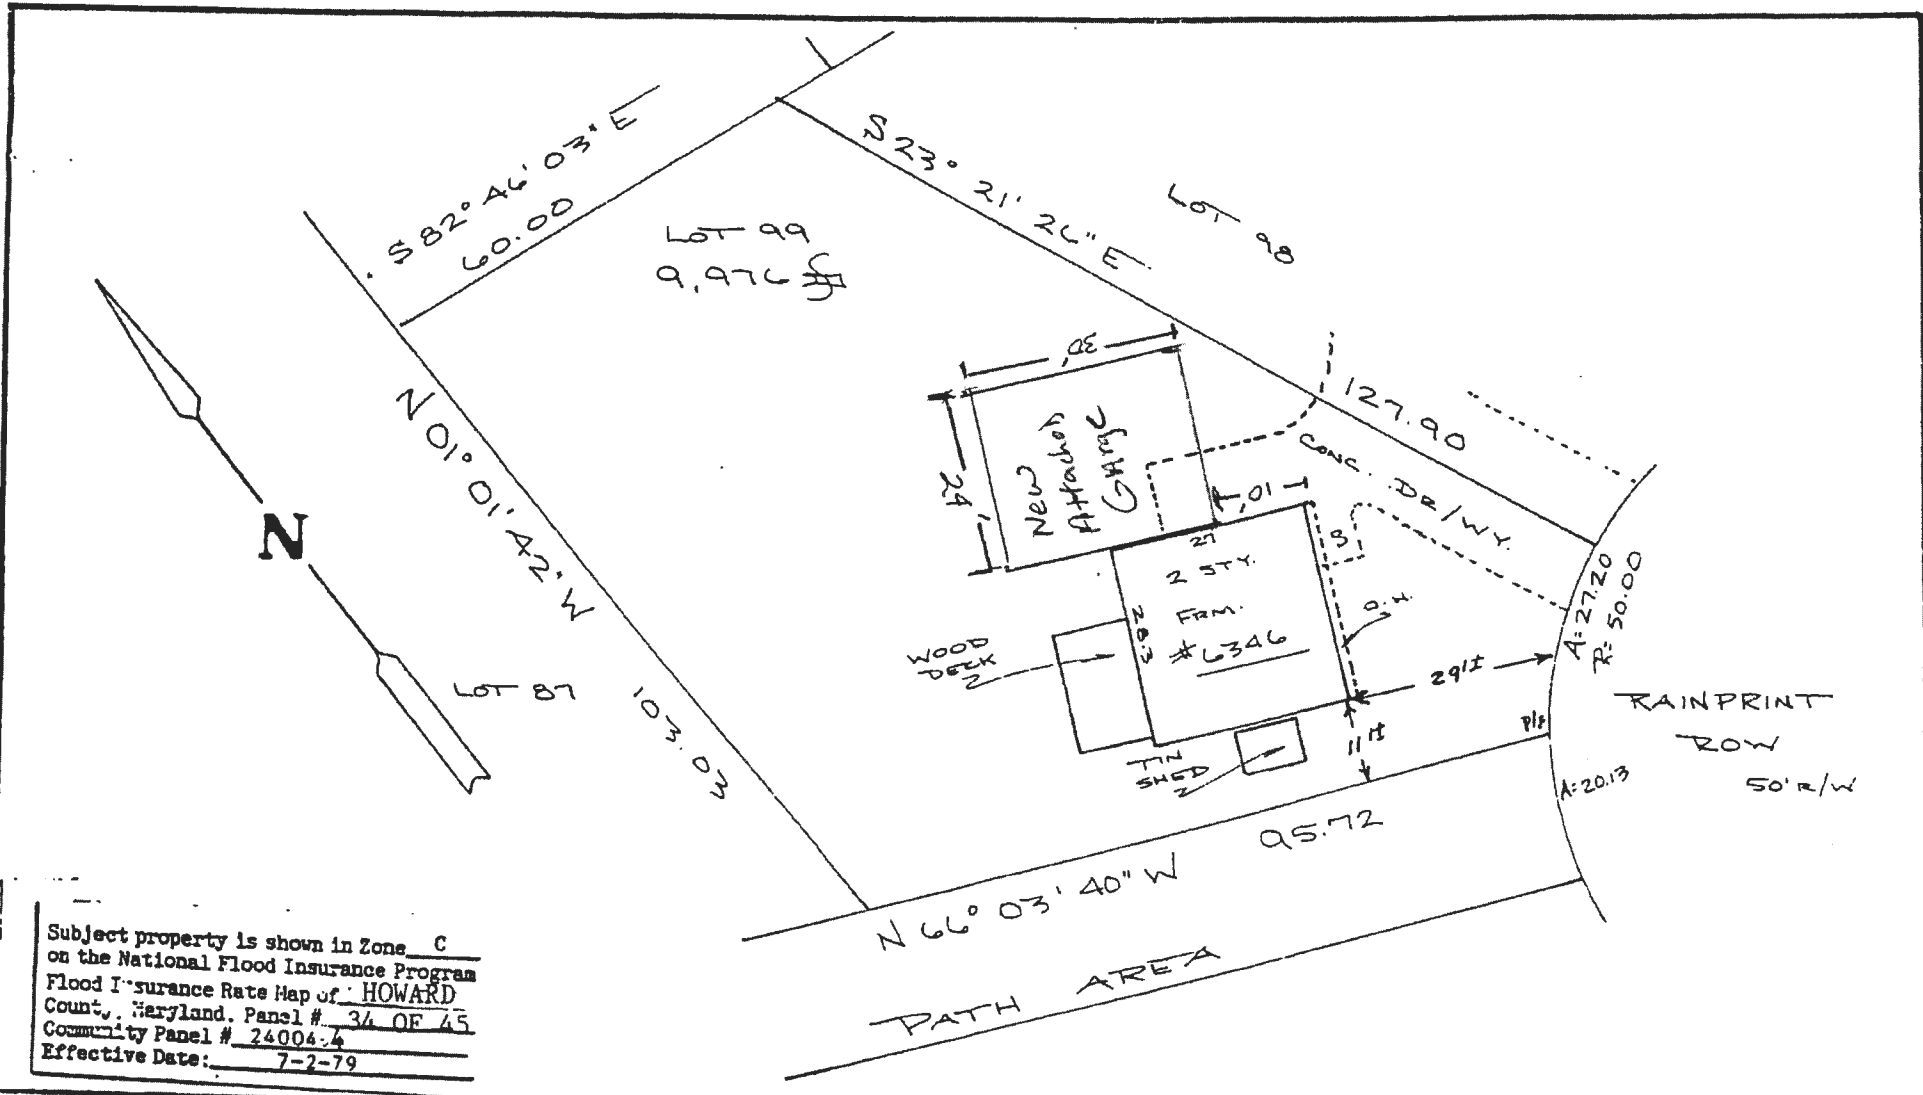 S 82° 46' 03" E
60.00
LOT 99
9,976
S 23° 21' 26" E
LOT 98
127.90
N 01° 01' 42" W
103.03
N
LOT 87
30'
24'
New
Attached
Garage
10'
CONC. DR/WY.
27
2 STY.
FRM.
#6346
28.3
S
O.H.
WOOD
DECK
TIN
SHED
29'±
11'±
A=27.20
R=50.00
A=20.13
RAINPRINT
ROW
50' R/W
95.72
N 66° 03' 40" W
PATH AREA
Subject property is shown in Zone C
on the National Flood Insurance Program
Flood Insurance Rate Map of HOWARD
County, Maryland. Panel # 34 OF 45
Community Panel #
Effective Date: 7-2-79